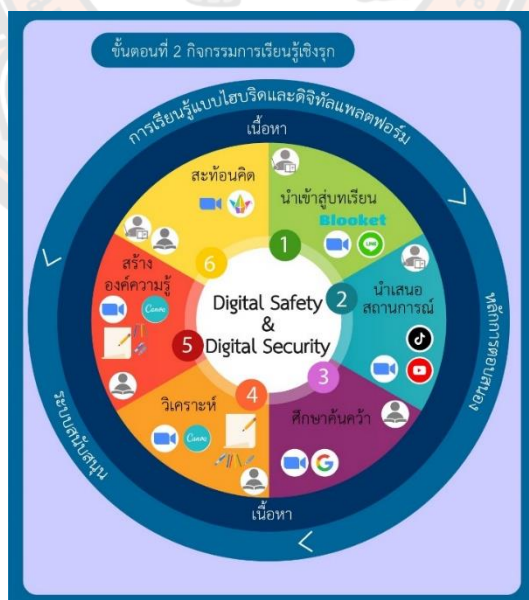 ขั้นตอนที่ 2 กิจกรรมการเรียนรู้เชิงรุก
การเรียนรู้แบบไฮบริดและดิจิทัลแพลตฟอร์ม
เนื้อหา
นำเข้าสู่บทเรียน
Blooket
LINE
1
นำเสนอ
สถานการณ์
2
ศึกษาค้นคว้า
3
วิเคราะห์
Canva
4
สร้าง
องค์ความรู้
Canva
5
สะท้อนคิด
6
Digital Safety
&
Digital Security
เนื้อหา
หลักการตอบสนอง
ระบบสนับสนุน